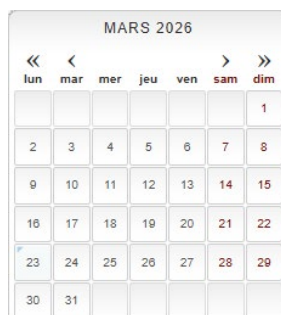 MARS 2026
« ‹ › »
lun mar mer jeu ven sam dim
1
2 3 4 5 6 7 8
9 10 11 12 13 14 15
16 17 18 19 20 21 22
23 24 25 26 27 28 29
30 31